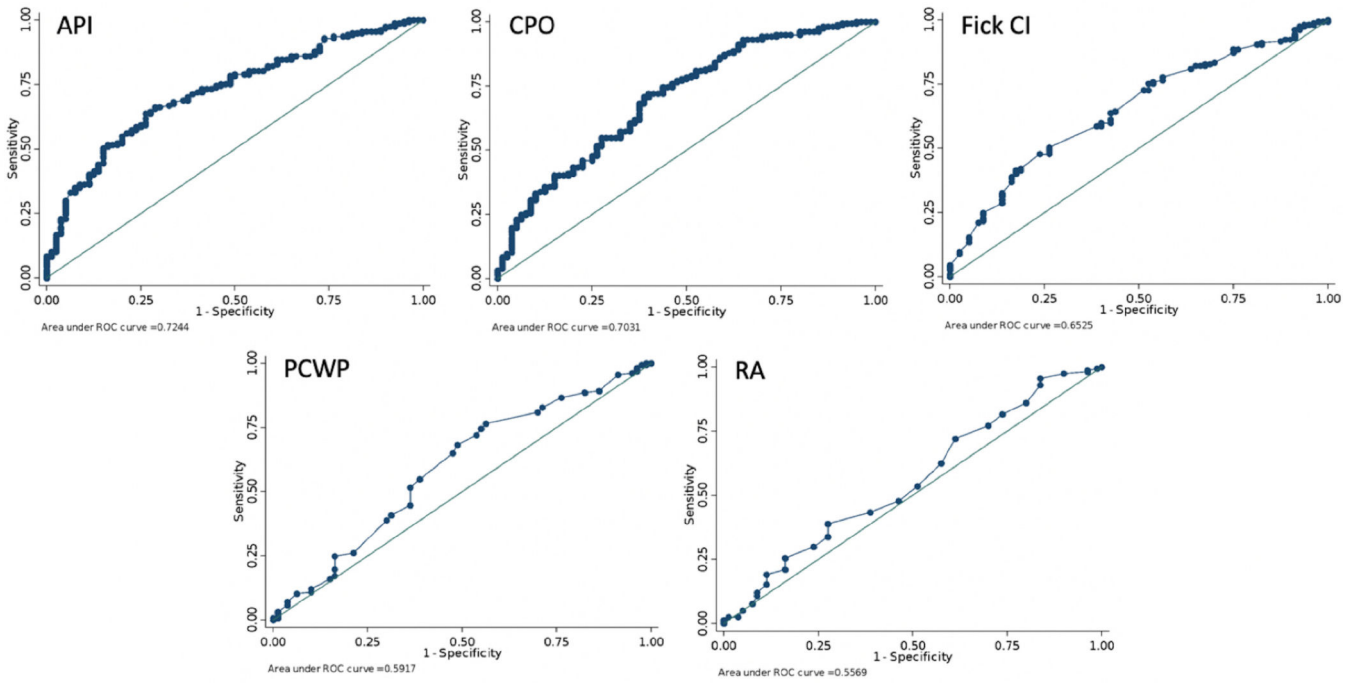 API
Sensitivity
0.00 0.25 0.50 0.75 1.00
0.00 0.25 0.50 0.75 1.00
1 - Specificity
Area under ROC curve =0.7244
CPO
Sensitivity
0.00 0.25 0.50 0.75 1.00
0.00 0.25 0.50 0.75 1.00
1 - Specificity
Area under ROC curve =0.7031
Fick CI
Sensitivity
0.00 0.25 0.50 0.75 1.00
0.00 0.25 0.50 0.75 1.00
1 - Specificity
Area under ROC curve =0.6525
PCWP
Sensitivity
0.00 0.25 0.50 0.75 1.00
0.00 0.25 0.50 0.75 1.00
1 - Specificity
Area under ROC curve =0.5917
RA
Sensitivity
0.00 0.25 0.50 0.75 1.00
0.00 0.25 0.50 0.75 1.00
1 - Specificity
Area under ROC curve =0.5569